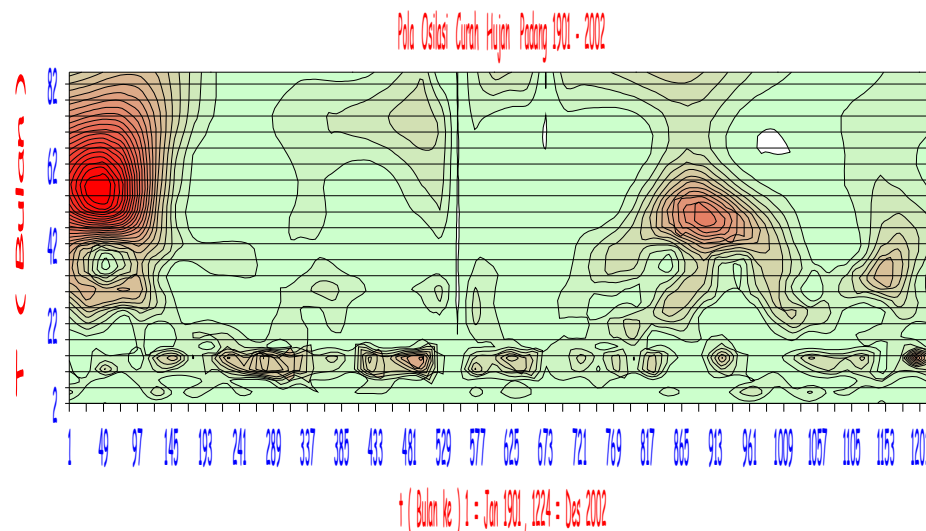 Pola Osilasi Curah Hujan Padang 1901 - 2002
T ( Bulan )
82
62
42
22
2
1 49 97 145 193 241 289 337 385 433 481 529 577 625 673 721 769 817 865 913 961 1009 1057 1105 1153 1201
t ( Bulan ke ) 1 = Jan 1901 , 1224 = Des 2002